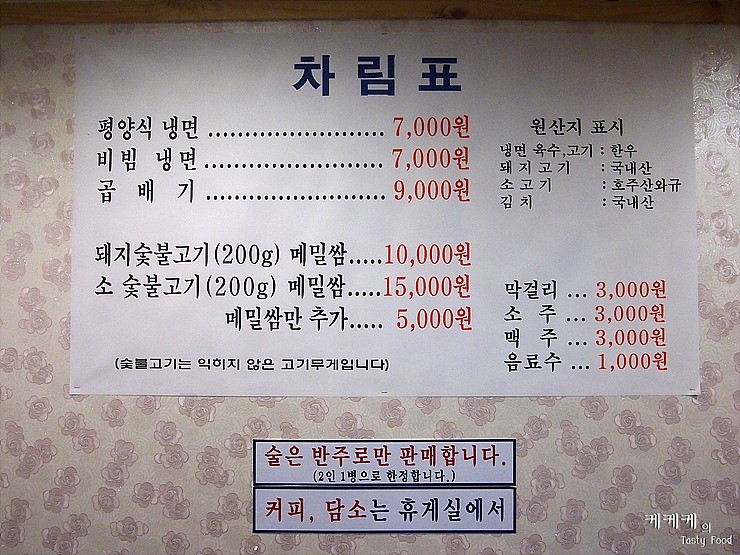 차림표
평양식 냉면 ........................ 7,000원
비빔 냉면 ........................ 7,000원
곱 배 기 ........................ 9,000원
돼지숯불고기(200g) 메밀쌈.....10,000원
소 숯불고기(200g) 메밀쌈.....15,000원
메밀쌈만 추가..... 5,000원
(숯불고기는 익히지 않은 고기무게입니다)
원산지 표시
냉면 육수,고기 : 한우
돼지고기 : 국내산
소고기 : 호주산와규
김치 : 국내산
막걸리 ... 3,000원
소 주 ... 3,000원
맥 주 ... 3,000원
음료수 ... 1,000원
술은 반주로만 판매합니다.
(2인 1병으로 한정합니다.)
커피, 담소는 휴게실에서
케케케의
Tasty Food